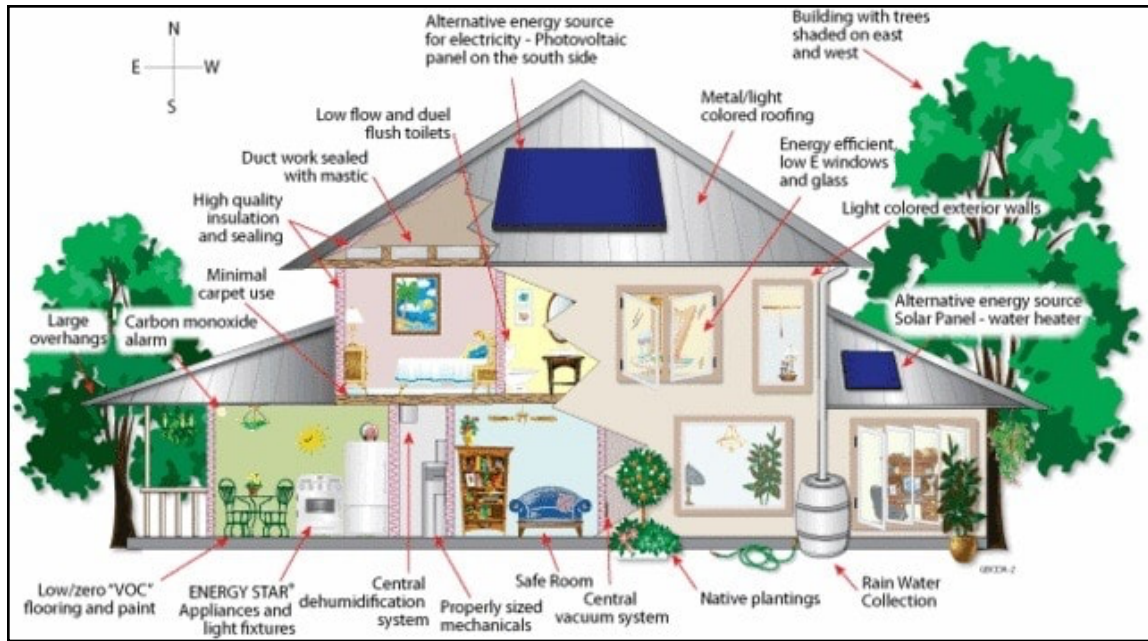 N
E
W
S
Alternative energy source
for electricity - Photovoltaic
panel on the south side
Building with trees
shaded on east
and west
Low flow and duel
flush toilets
Metal/light
colored roofing
Duct work sealed
with mastic
Energy efficient,
low E windows
and glass
High quality
insulation
and sealing
Light colored exterior walls
Minimal
carpet use
Alternative energy source
Solar Panel - water heater
Large
overhangs
Carbon monoxide
alarm
Low/zero "VOC"
flooring and paint
ENERGY STAR®
Appliances and
light fixtures
Central
dehumidification
system
Properly sized
mechanicals
Safe Room
Central
vacuum system
Native plantings
Rain Water
Collection